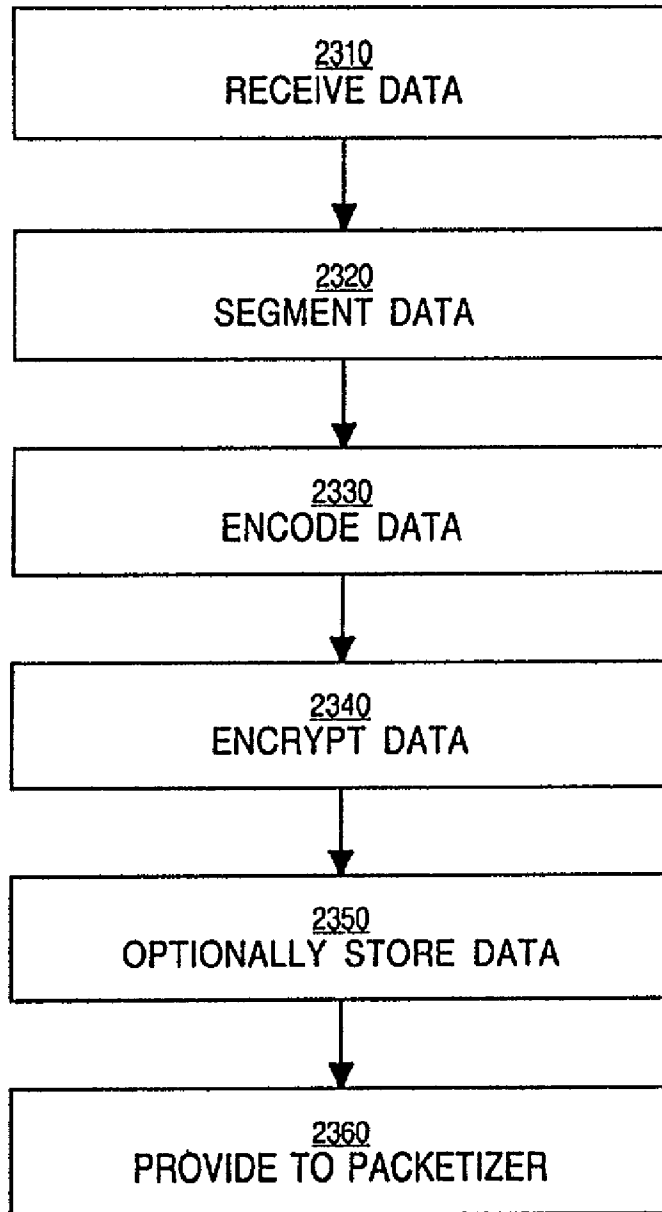 2310
RECEIVE DATA
2320
SEGMENT DATA
2330
ENCODE DATA
2340
ENCRYPT DATA
2350
OPTIONALLY STORE DATA
2360
PROVIDE TO PACKETIZER